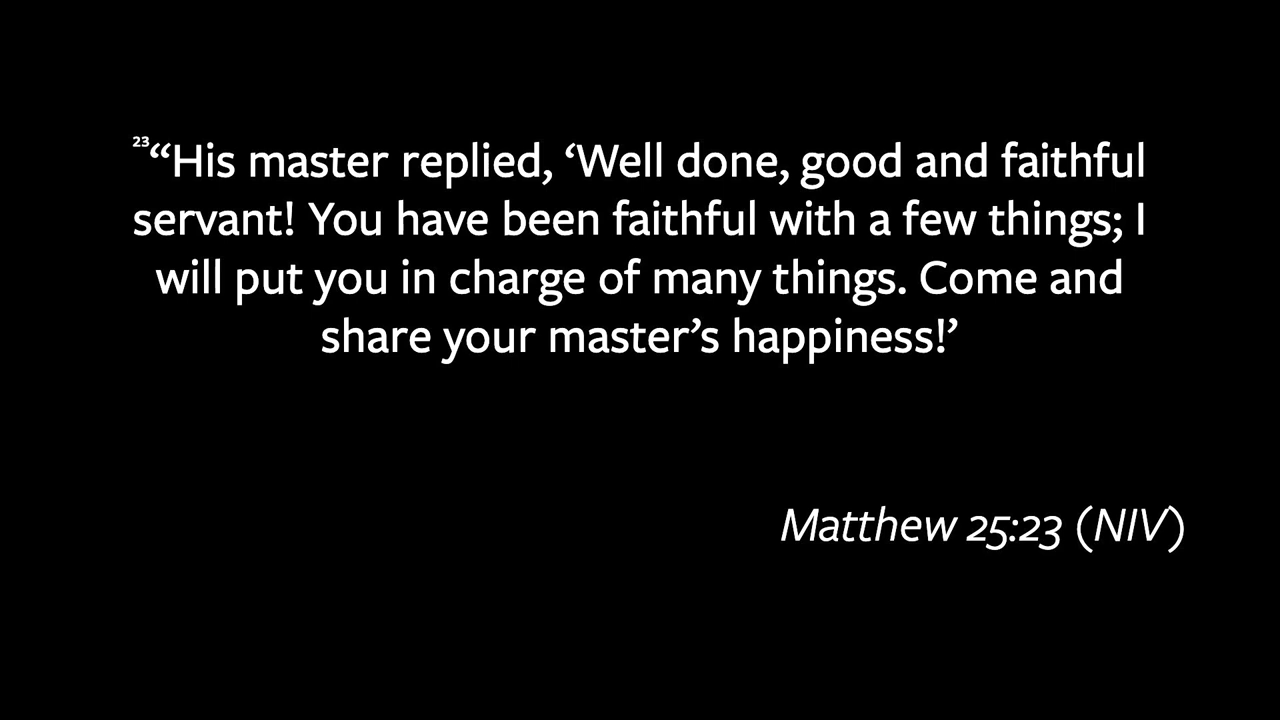 ²³“His master replied, ‘Well done, good and faithful
servant! You have been faithful with a few things; I
will put you in charge of many things. Come and
share your master’s happiness!’
Matthew 25:23 (NIV)